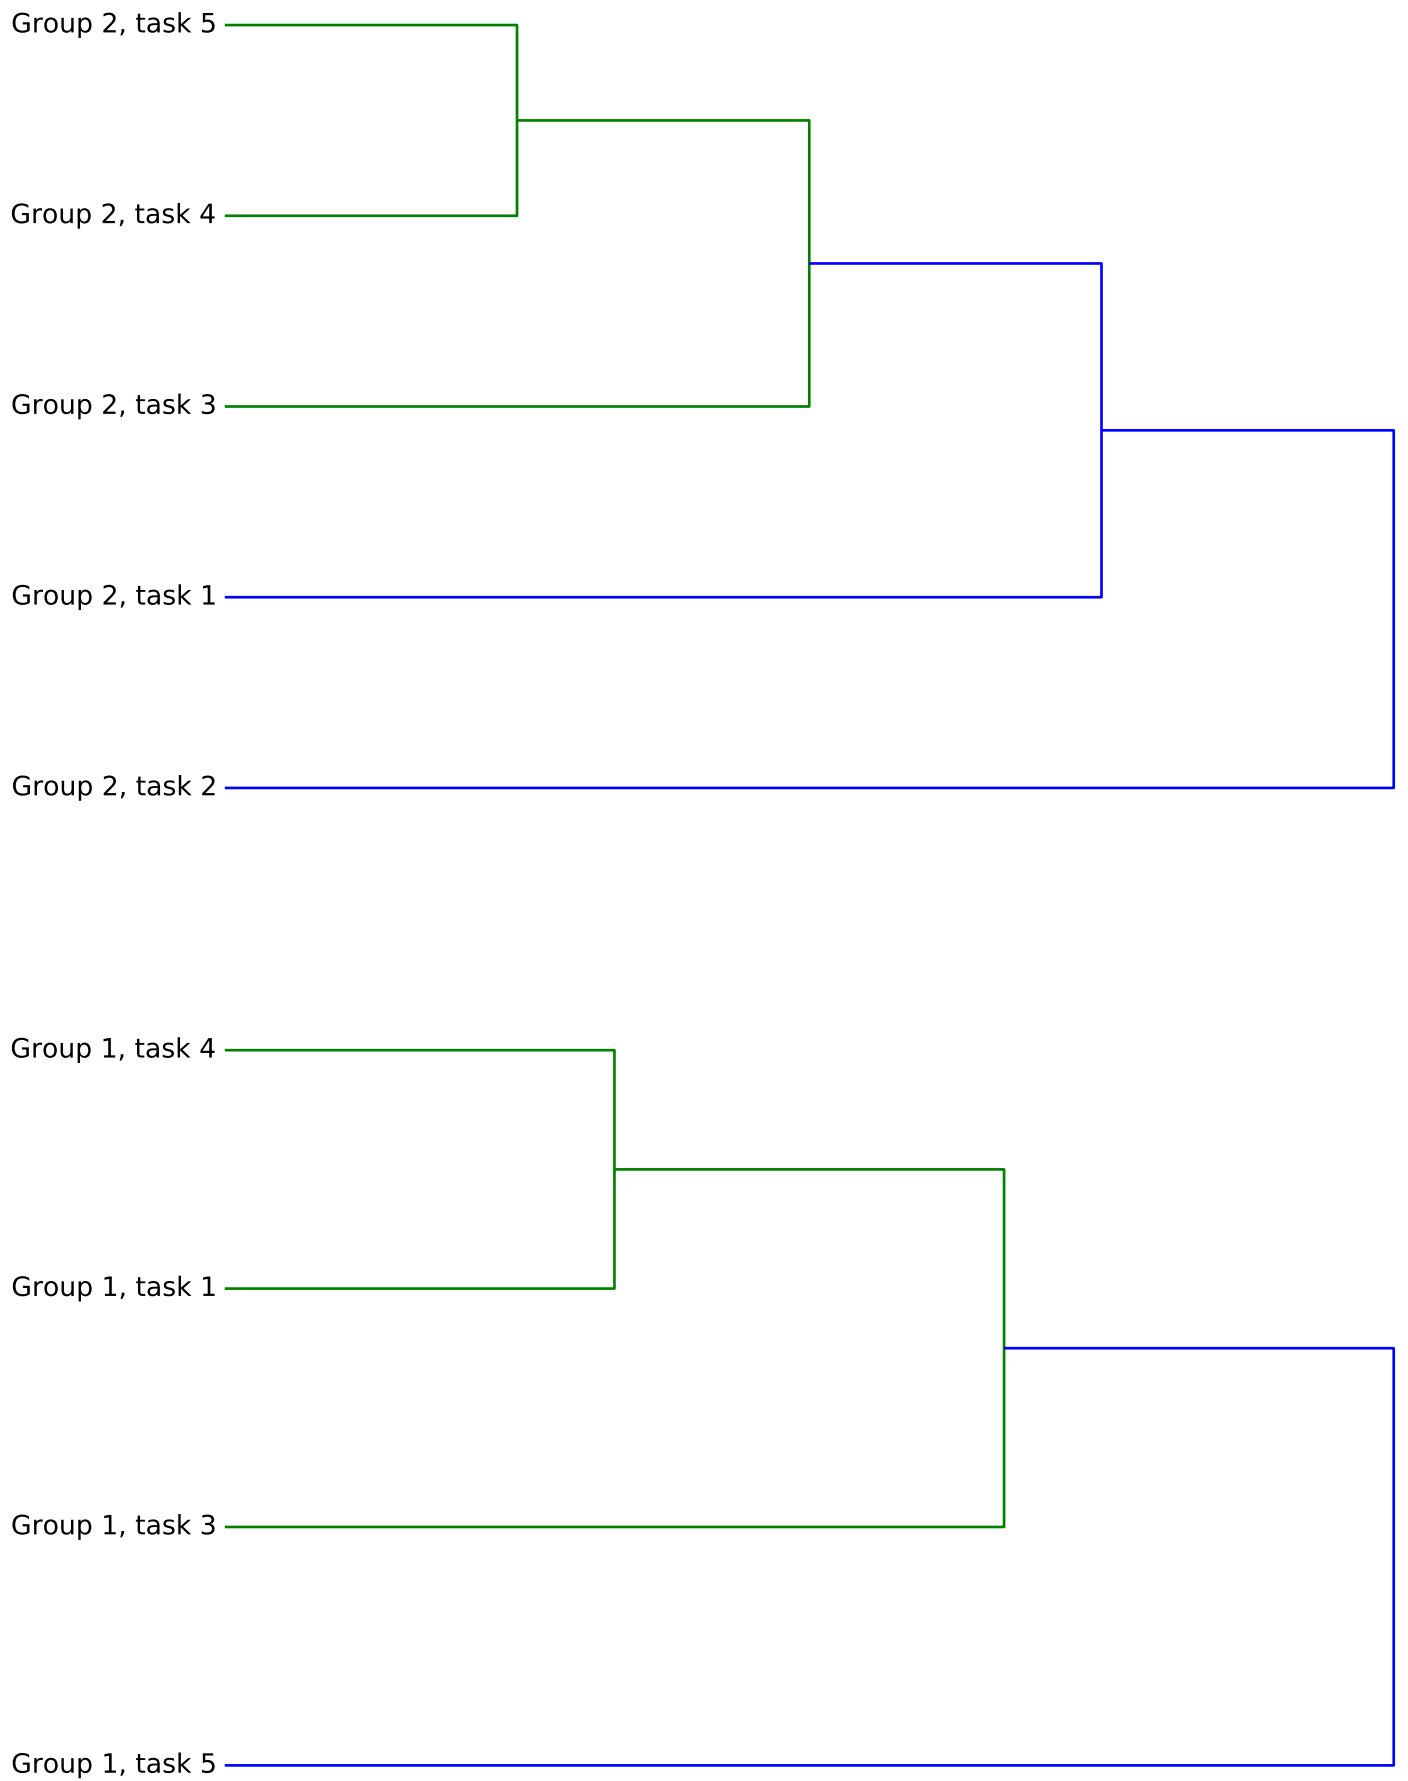 Group 2, task 5
Group 2, task 4
Group 2, task 3
Group 2, task 1
Group 2, task 2
Group 1, task 4
Group 1, task 1
Group 1, task 3
Group 1, task 5